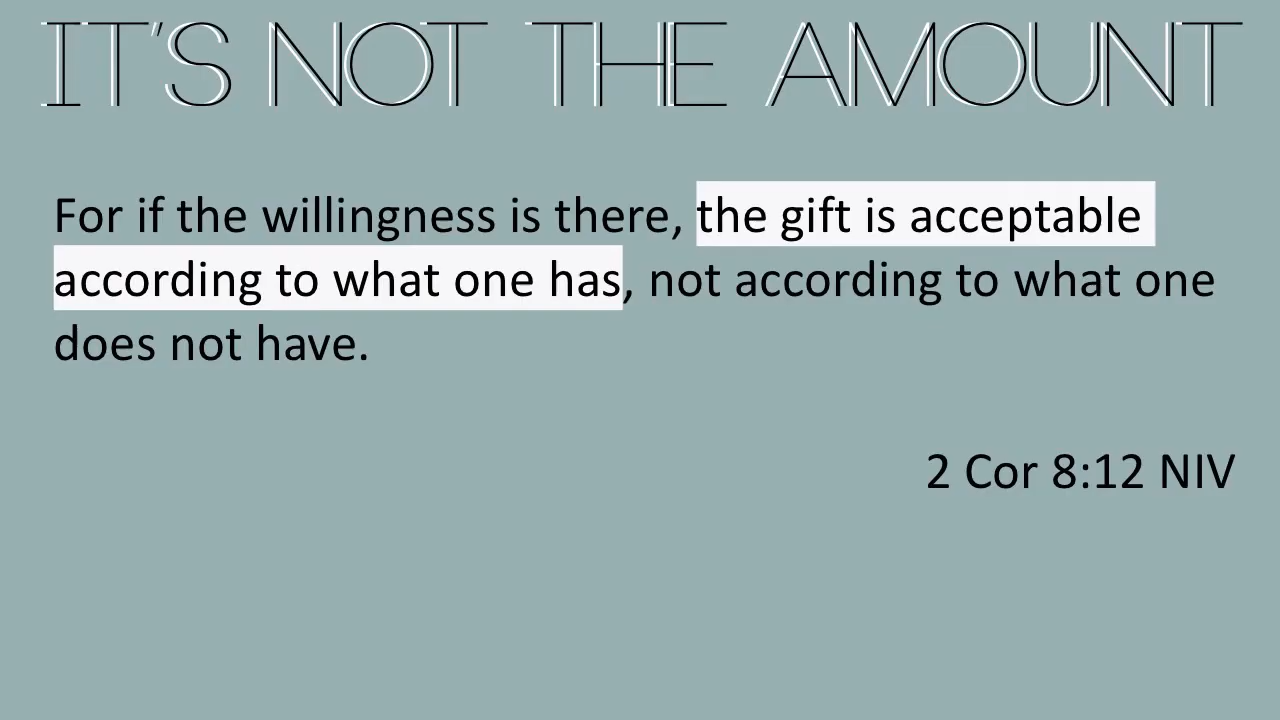 IT'S NOT THE AMOUNT
For if the willingness is there, the gift is acceptable
according to what one has, not according to what one
does not have.
2 Cor 8:12 NIV